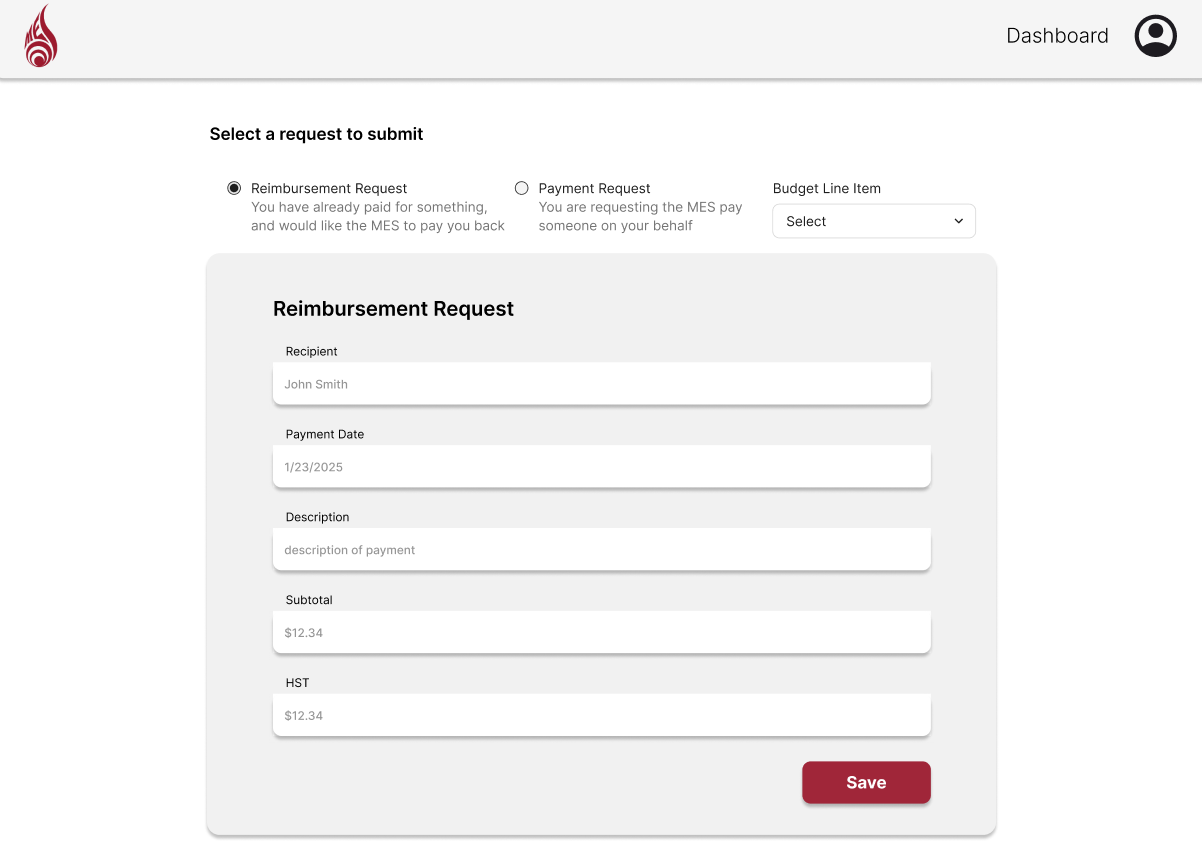 Dashboard
Select a request to submit
Reimbursement Request
You have already paid for something,
and would like the MES to pay you back
Payment Request
You are requesting the MES pay
someone on your behalf
Budget Line Item
Select
Reimbursement Request
Recipient
John Smith
Payment Date
1/23/2025
Description
description of payment
Subtotal
$12.34
HST
$12.34
Save